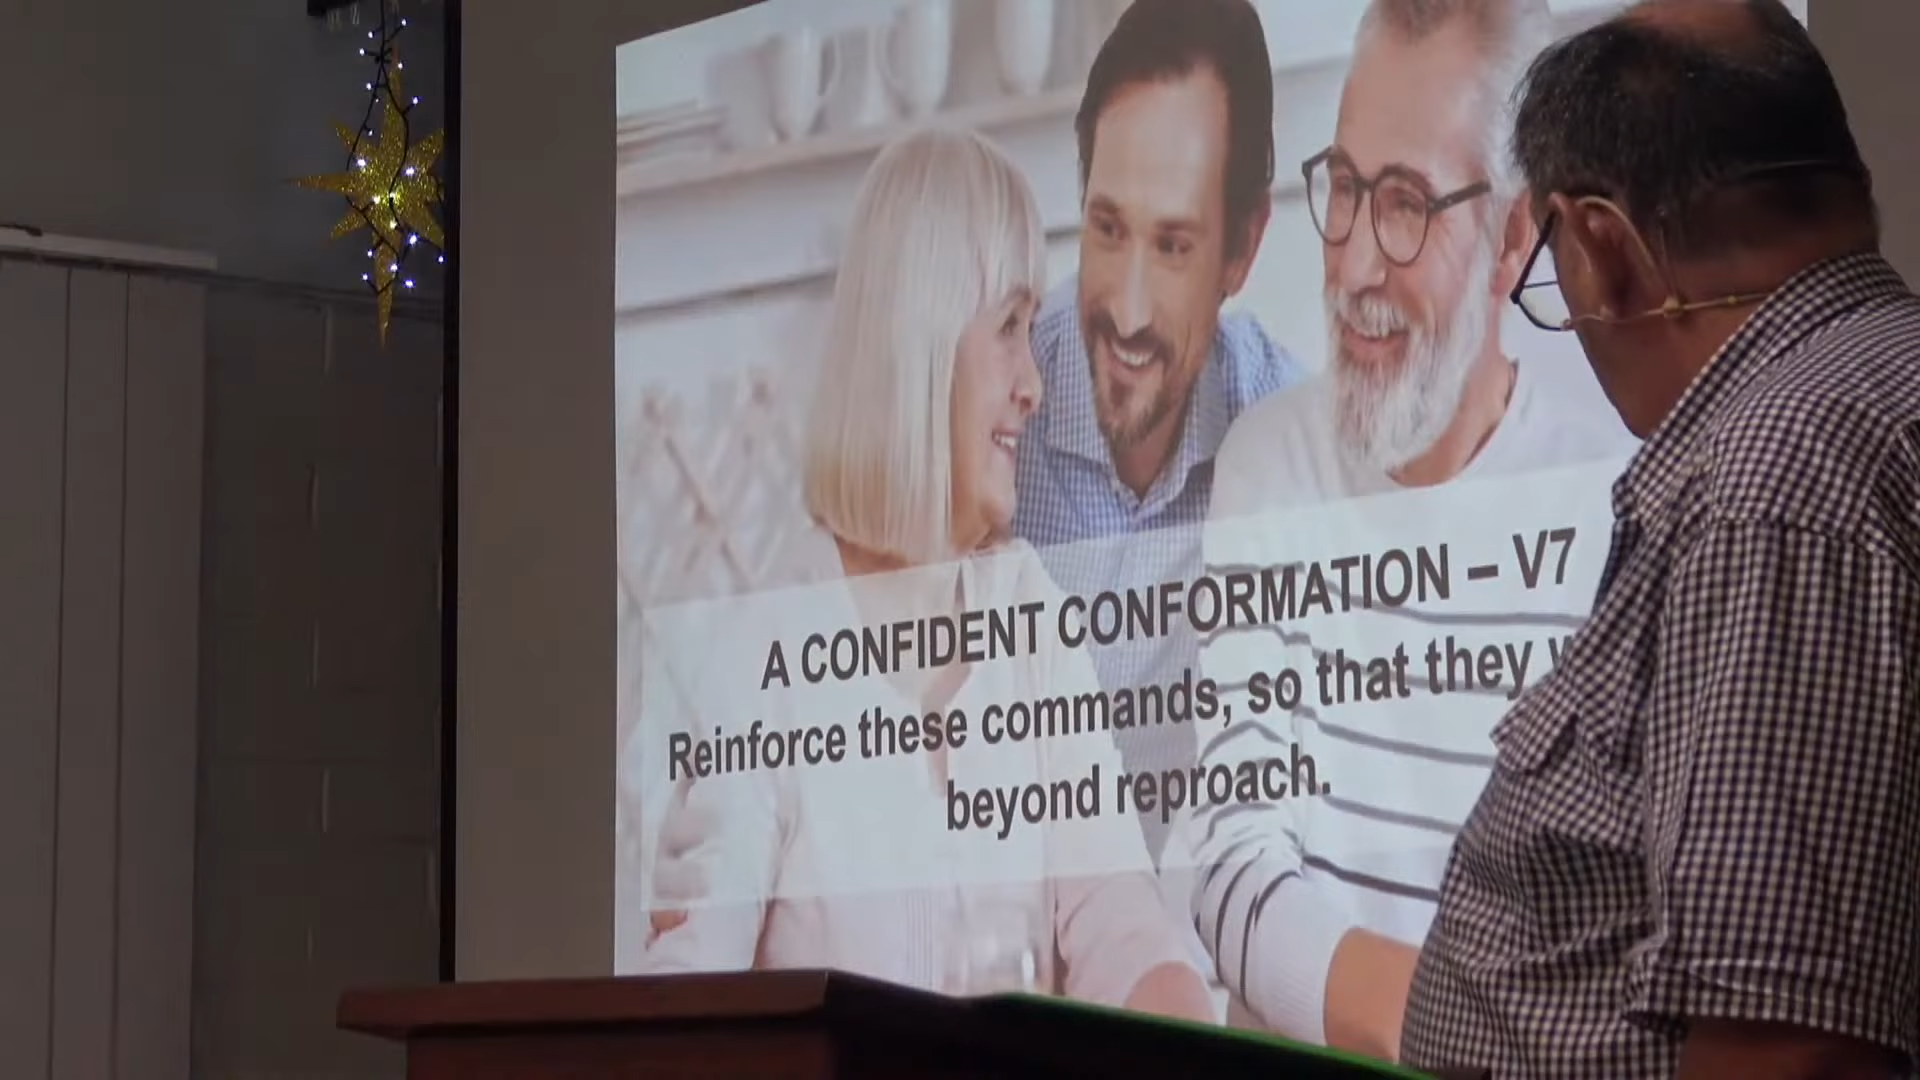 A CONFIDENT CONFORMATION – V7
Reinforce these commands, so that they
beyond reproach.